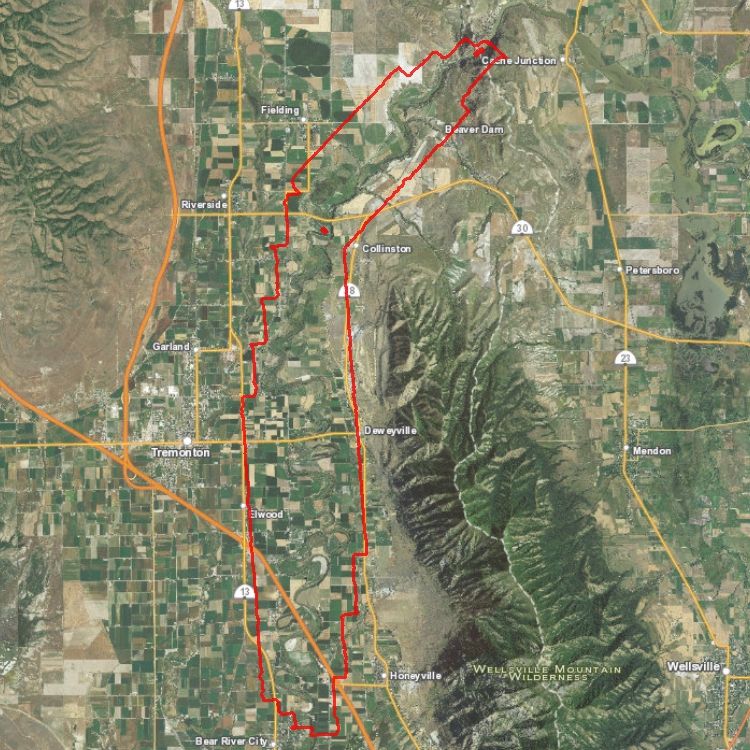 13
Cache Junction
Fielding
Beaver Dam
Riverside
30
Collinston
Petersboro
38
Garland
23
Deweyville
Tremonton
Mendon
Elwood
13
WELLSVILLE MOUNTAIN
WILDERNESS
Wellsville
Honeyville
Bear River City